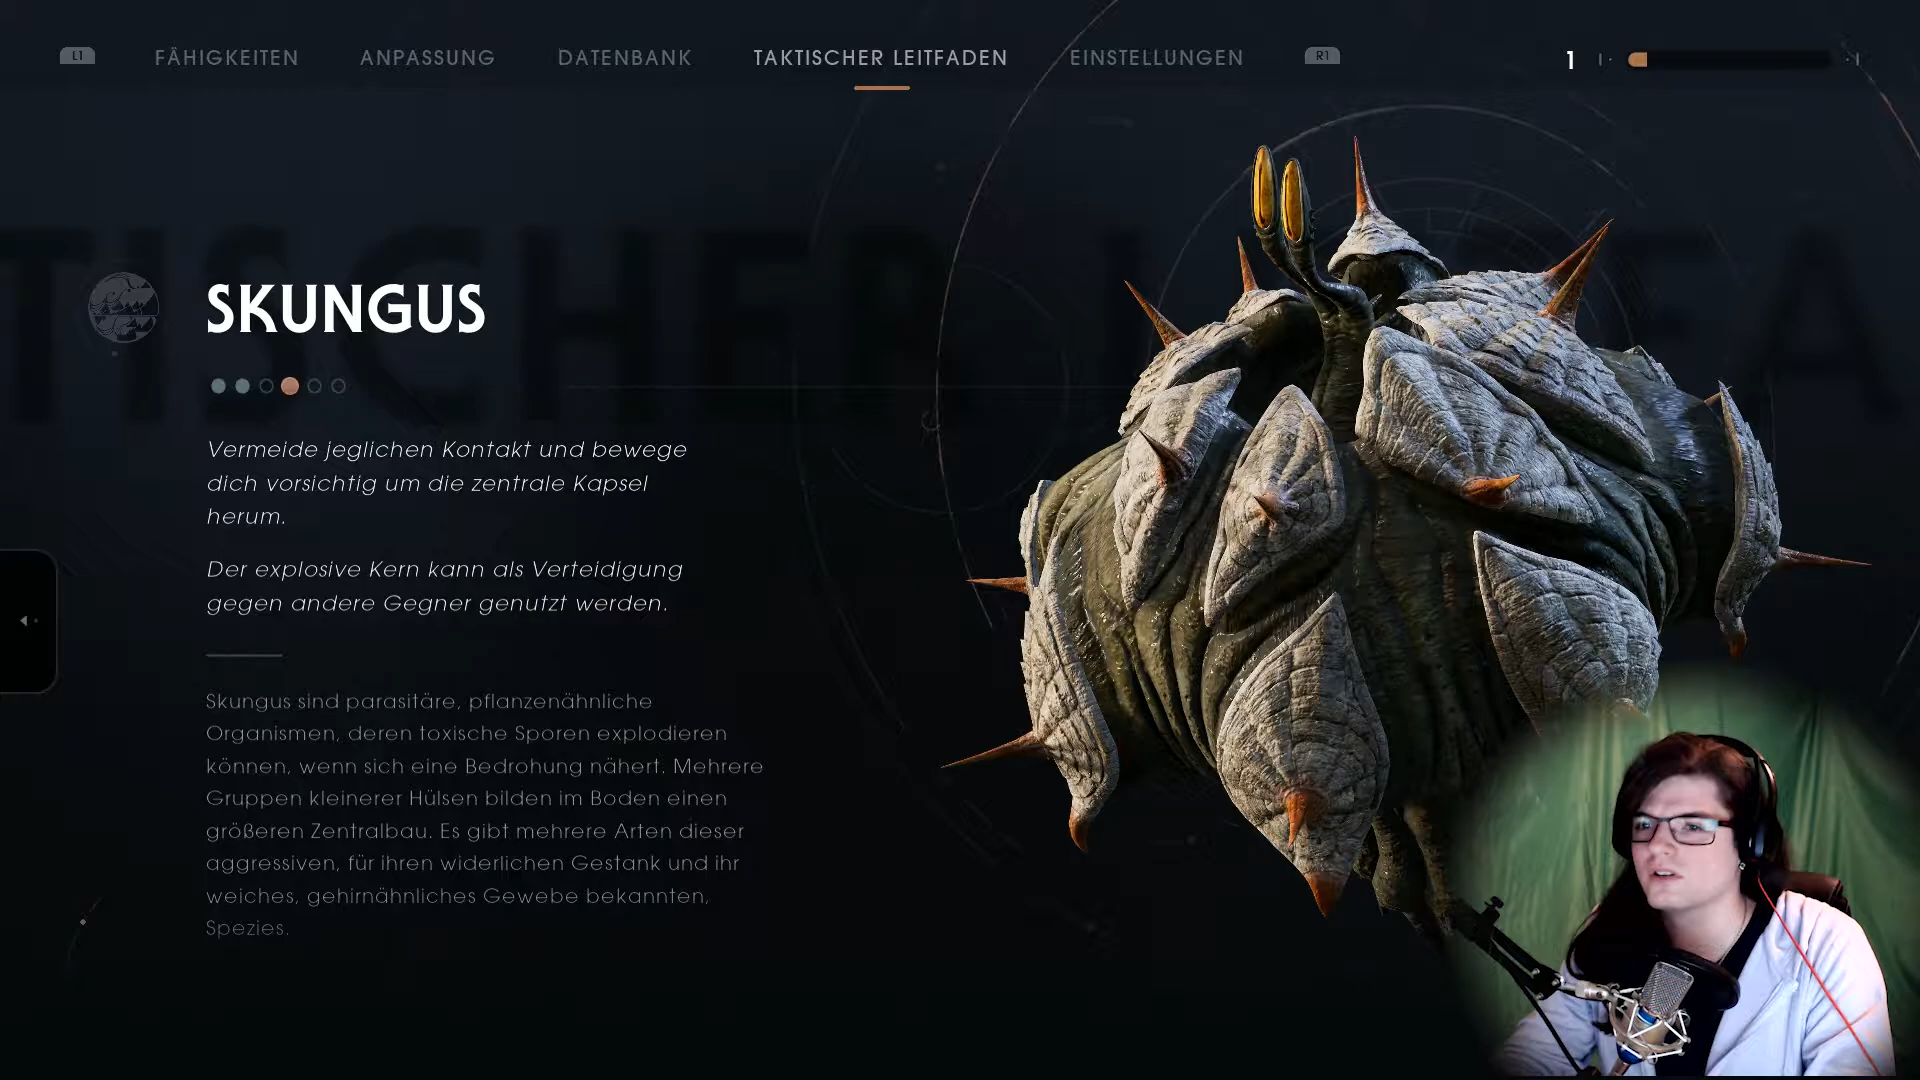 L1
FÄHIGKEITEN
ANPASSUNG
DATENBANK
TAKTISCHER LEITFADEN
EINSTELLUNGEN
R1
1
SKUNGUS
Vermeide jeglichen Kontakt und bewege
dich vorsichtig um die zentrale Kapsel
herum.
Der explosive Kern kann als Verteidigung
gegen andere Gegner genutzt werden.
Skungus sind parasitäre, pflanzenähnliche
Organismen, deren toxische Sporen explodieren
können, wenn sich eine Bedrohung nähert. Mehrere
Gruppen kleinerer Hülsen bilden im Boden einen
größeren Zentralbau. Es gibt mehrere Arten dieser
aggressiven, für ihren widerlichen Gestank und ihr
weiches, gehirnähnliches Gewebe bekannten,
Spezies.